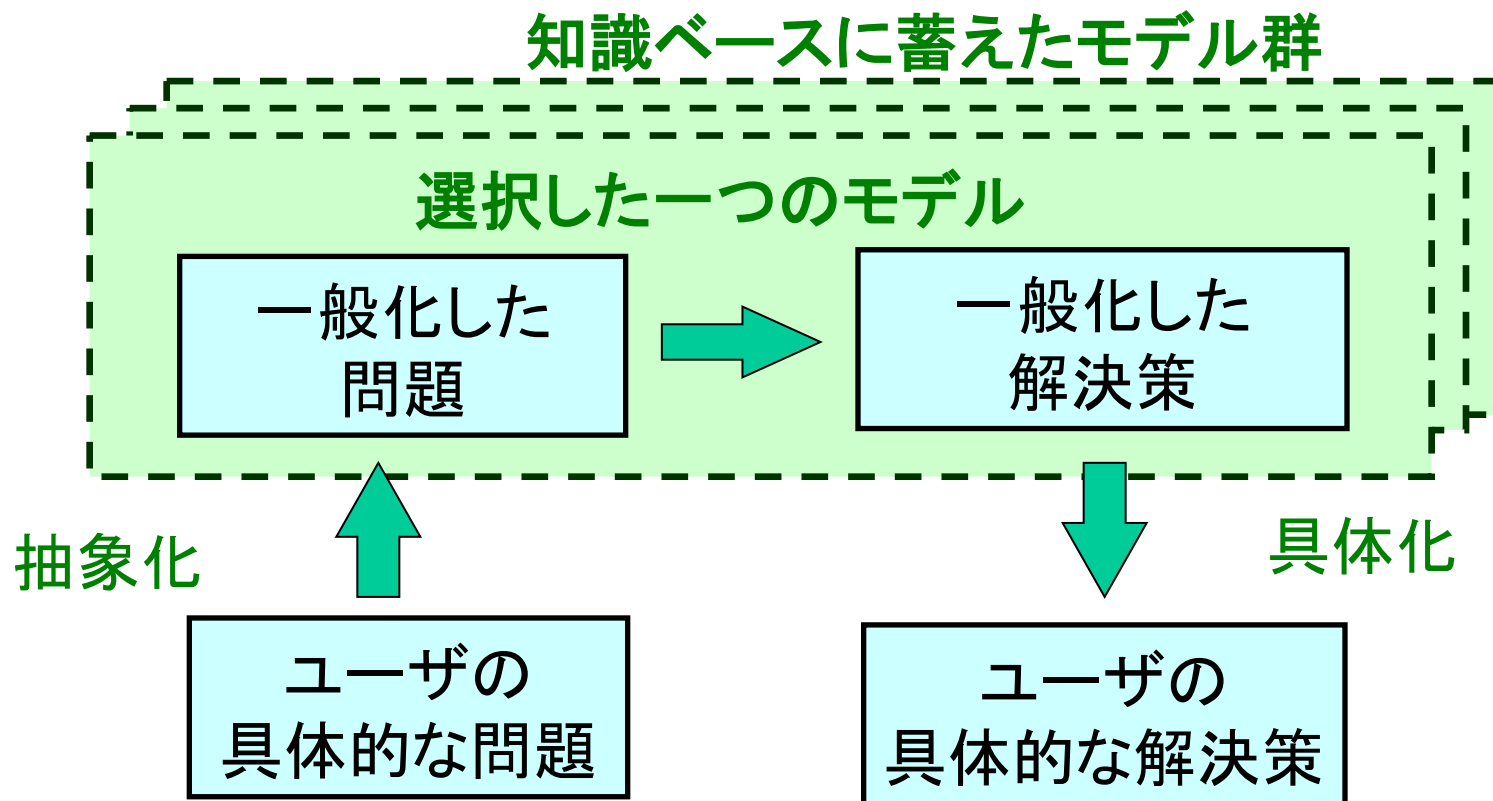 知識ベースに蓄えたモデル群
選択した一つのモデル
一般化した
問題
一般化した
解決策
抽象化
具体化
ユーザの
具体的な問題
ユーザの
具体的な解決策